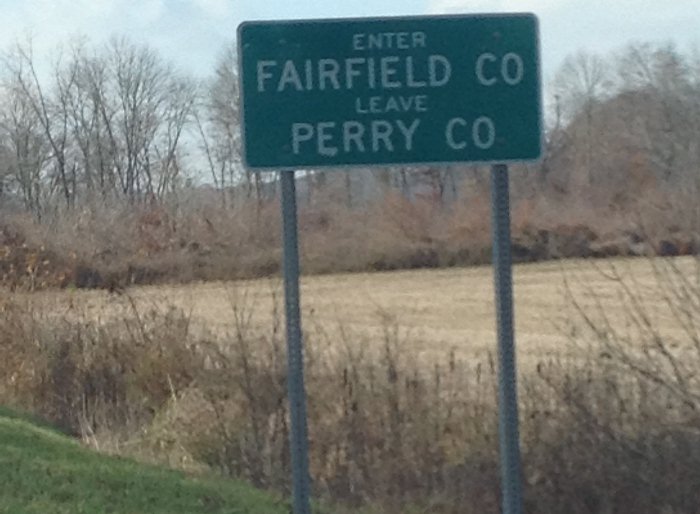 ENTER
FAIRFIELD CO
LEAVE
PERRY CO